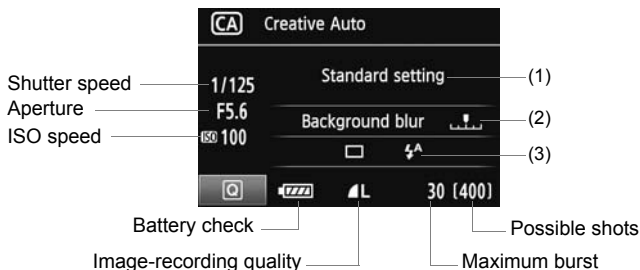 CA Creative Auto
Shutter speed 1/125 Standard setting (1)
Aperture F5.6
Background blur (2)
ISO speed ISO 100
A (3)
Q L 30 [400]
Battery check Possible shots
Image-recording quality Maximum burst